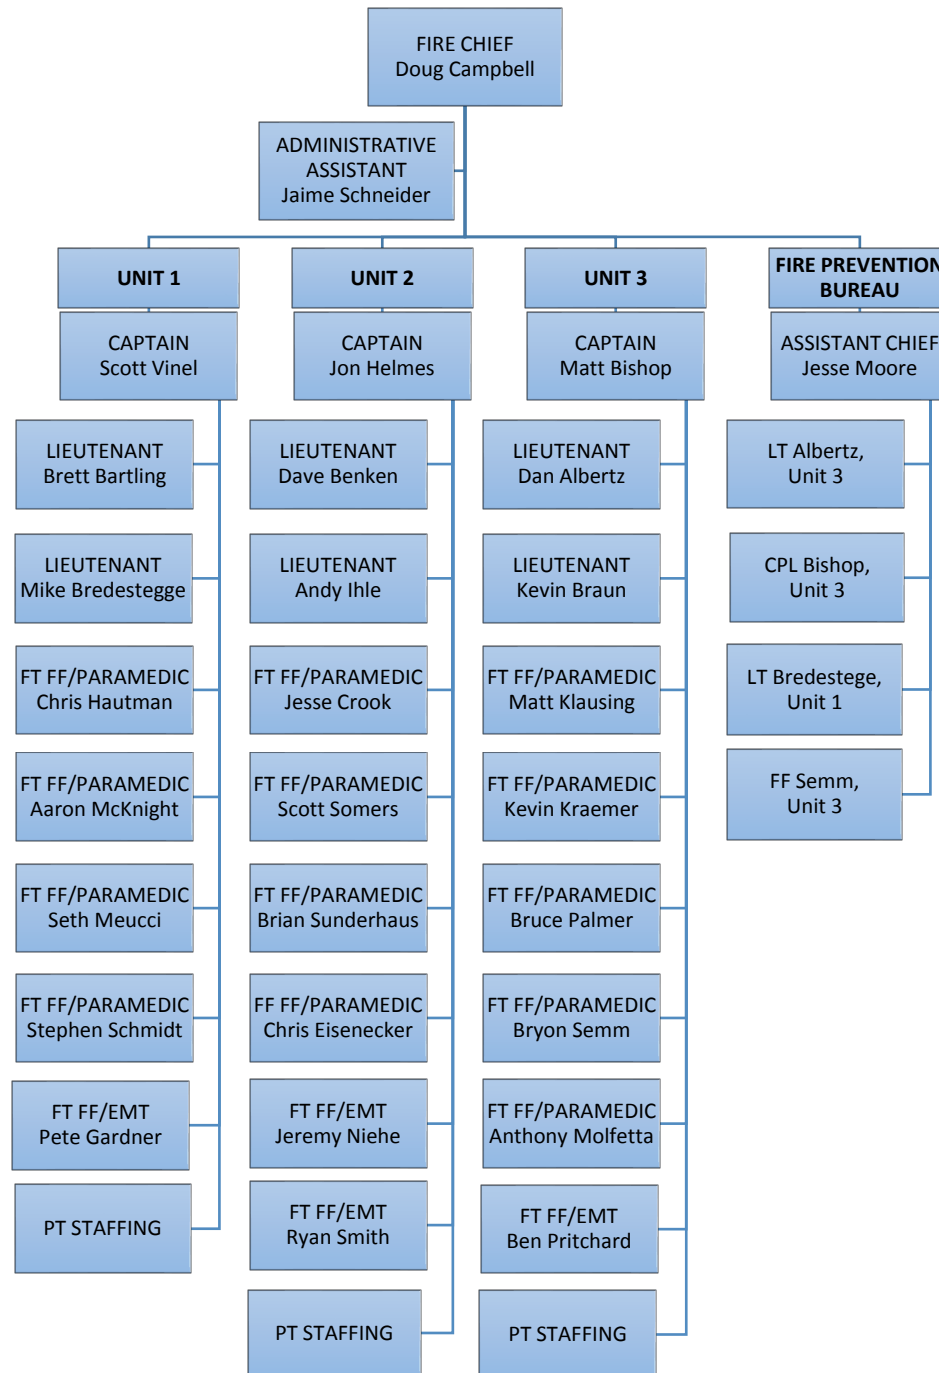 FIRE CHIEF
Doug Campbell
ADMINISTRATIVE
ASSISTANT
Jaime Schneider
UNIT 1
CAPTAIN
Scott Vinel
LIEUTENANT
Brett Bartling
LIEUTENANT
Mike Bredestegge
FT FF/PARAMEDIC
Chris Hautman
FT FF/PARAMEDIC
Aaron McKnight
FT FF/PARAMEDIC
Seth Meucci
FT FF/PARAMEDIC
Stephen Schmidt
FT FF/EMT
Pete Gardner
PT STAFFING
UNIT 2
CAPTAIN
Jon Helmes
LIEUTENANT
Dave Benken
LIEUTENANT
Andy Ihle
FT FF/PARAMEDIC
Jesse Crook
FT FF/PARAMEDIC
Scott Somers
FT FF/PARAMEDIC
Brian Sunderhaus
FF FF/PARAMEDIC
Chris Eisenecker
FT FF/EMT
Jeremy Niehe
FT FF/EMT
Ryan Smith
PT STAFFING
UNIT 3
CAPTAIN
Matt Bishop
LIEUTENANT
Dan Albertz
LIEUTENANT
Kevin Braun
FT FF/PARAMEDIC
Matt Klausing
FT FF/PARAMEDIC
Kevin Kraemer
FT FF/PARAMEDIC
Bruce Palmer
FT FF/PARAMEDIC
Bryon Semm
FT FF/PARAMEDIC
Anthony Molfetta
FT FF/EMT
Ben Pritchard
PT STAFFING
FIRE PREVENTION
BUREAU
ASSISTANT CHIEF
Jesse Moore
LT Albertz,
Unit 3
CPL Bishop,
Unit 3
LT Bredestege,
Unit 1
FF Semm,
Unit 3